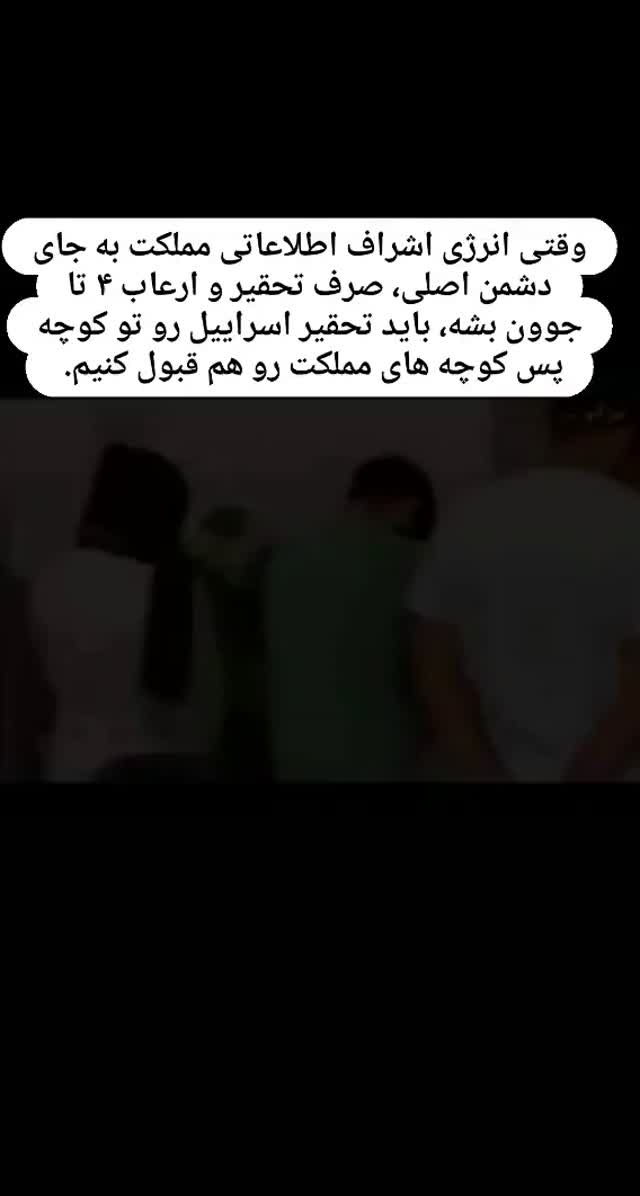 وقتی انرژی اشراف اطلاعاتی مملکت به جای
دشمن اصلی، صرف تحقیر و ارعاب ۴ تا
جوون بشه، باید تحقیر اسراییل رو تو کوچه
پس کوچه های مملکت رو هم قبول کنیم.